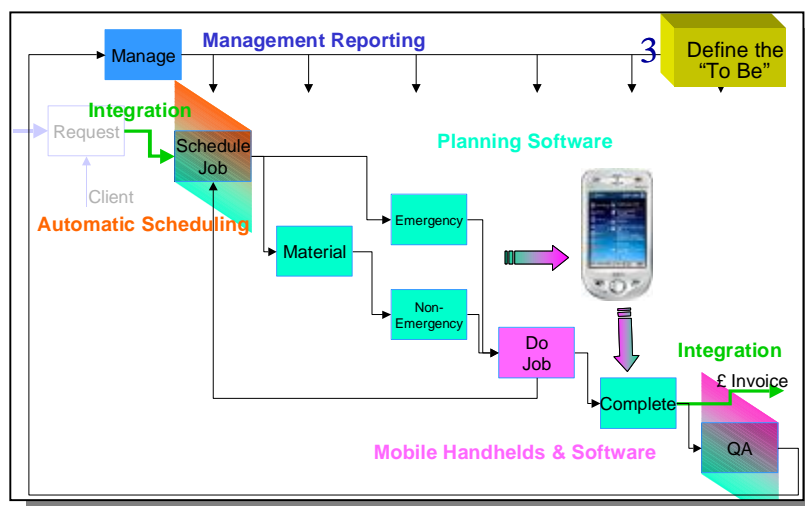 Management Reporting
Manage
3
Define the
“To Be”
Integration
Request
Schedule
Job
Planning Software
Client
Automatic Scheduling
Emergency
Material
Non-
Emergency
Do
Job
Integration
£ Invoice
Complete
Mobile Handhelds & Software
QA